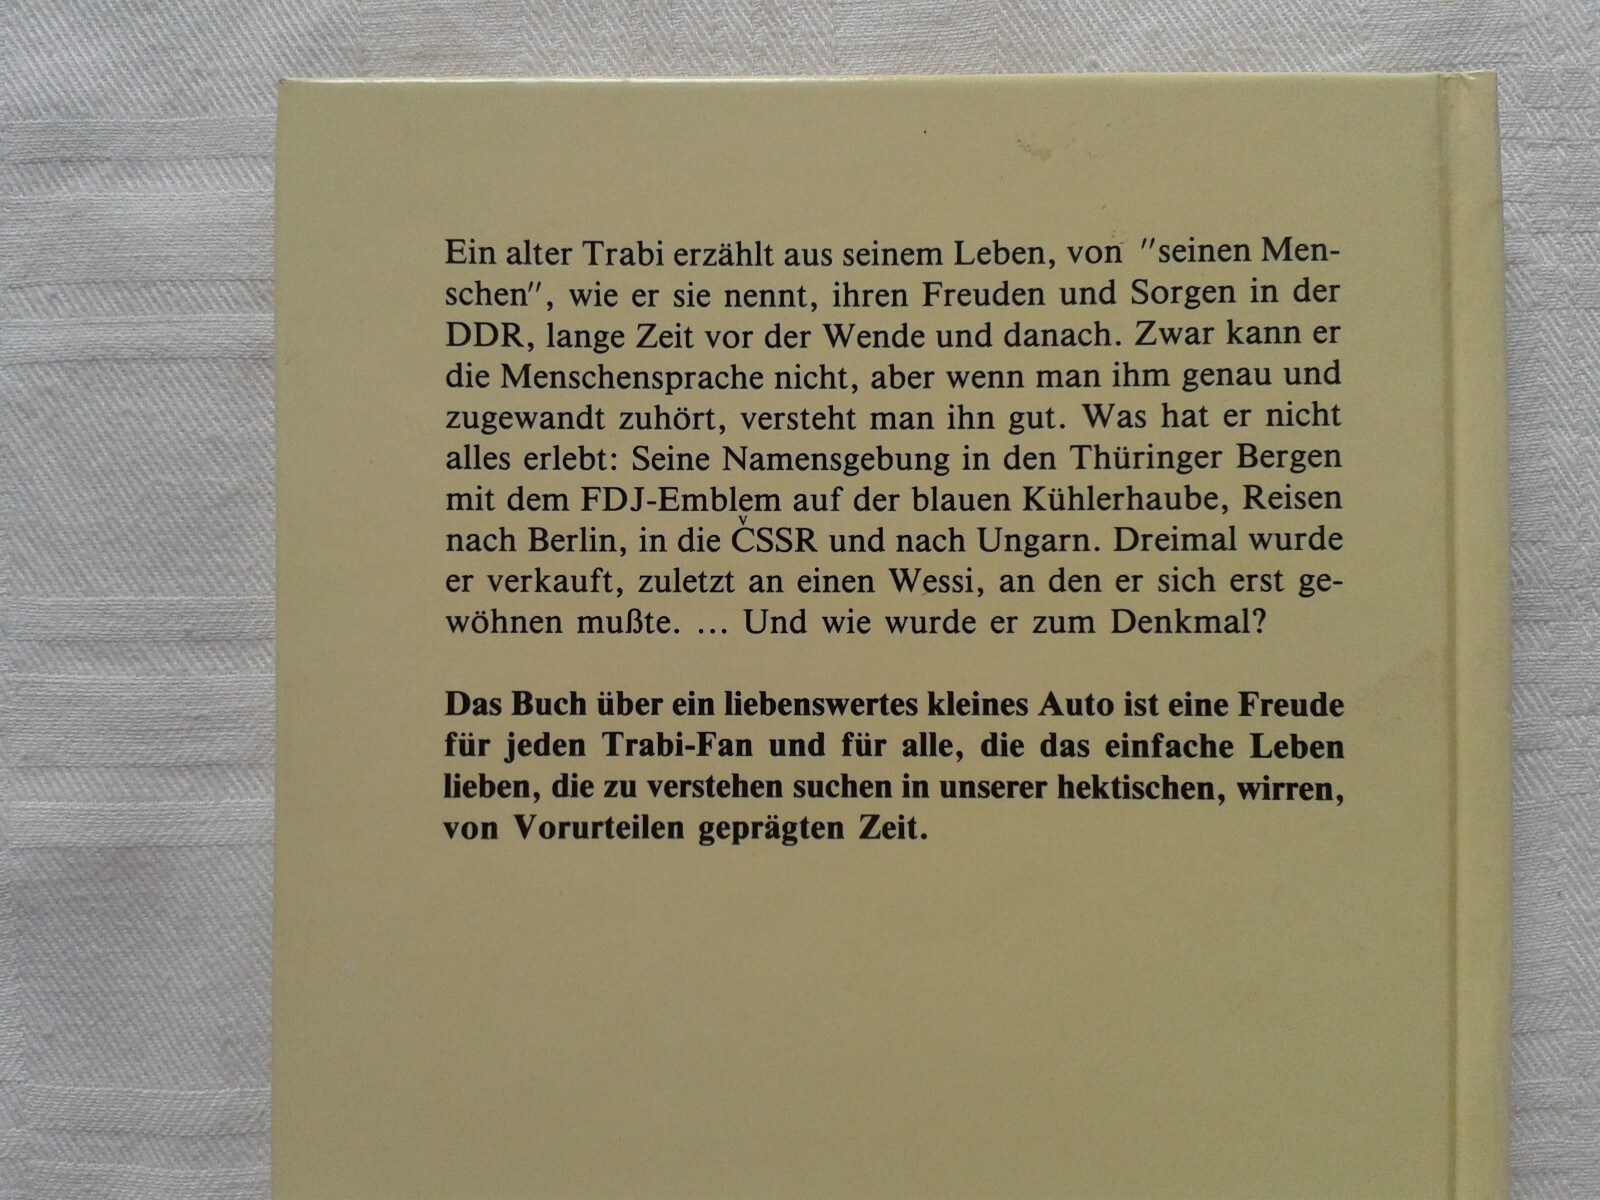 Ein alter Trabi erzählt aus seinem Leben, von "seinen Men-
schen", wie er sie nennt, ihren Freuden und Sorgen in der
DDR, lange Zeit vor der Wende und danach. Zwar kann er
die Menschensprache nicht, aber wenn man ihm genau und
zugewandt zuhört, versteht man ihn gut. Was hat er nicht
alles erlebt: Seine Namensgebung in den Thüringer Bergen
mit dem FDJ-Emblem auf der blauen Kühlerhaube, Reisen
nach Berlin, in die ČSSR und nach Ungarn. Dreimal wurde
er verkauft, zuletzt an einen Wessi, an den er sich erst ge-
wöhnen mußte. ... Und wie wurde er zum Denkmal?
Das Buch über ein liebenswertes kleines Auto ist eine Freude
für jeden Trabi-Fan und für alle, die das einfache Leben
lieben, die zu verstehen suchen in unserer hektischen, wirren,
von Vorurteilen geprägten Zeit.